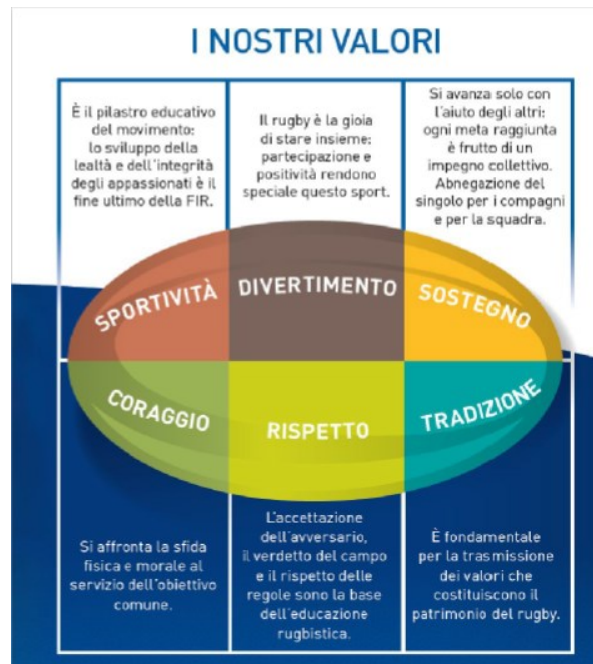 I NOSTRI VALORI
È il pilastro educativo
del movimento:
lo sviluppo della
lealtà e dell'integrità
degli appassionati è il
fine ultimo della FIR.
Il rugby è la gioia
di stare insieme:
partecipazione e
positività rendono
speciale questo sport.
Si avanza solo con
l'aiuto degli altri:
ogni meta raggiunta
è frutto di un
impegno collettivo.
Abnegazione del
singolo per i compagni
e per la squadra.
SPORTIVITÀ
DIVERTIMENTO
SOSTEGNO
CORAGGIO
RISPETTO
TRADIZIONE
Si affronta la sfida
fisica e morale al
servizio dell'obiettivo
comune.
L'accettazione
dell'avversario,
il verdetto del campo
e il rispetto delle
regole sono la base
dell'educazione
rugbistica.
È fondamentale
per la trasmissione
dei valori che
costituiscono il
patrimonio del rugby.